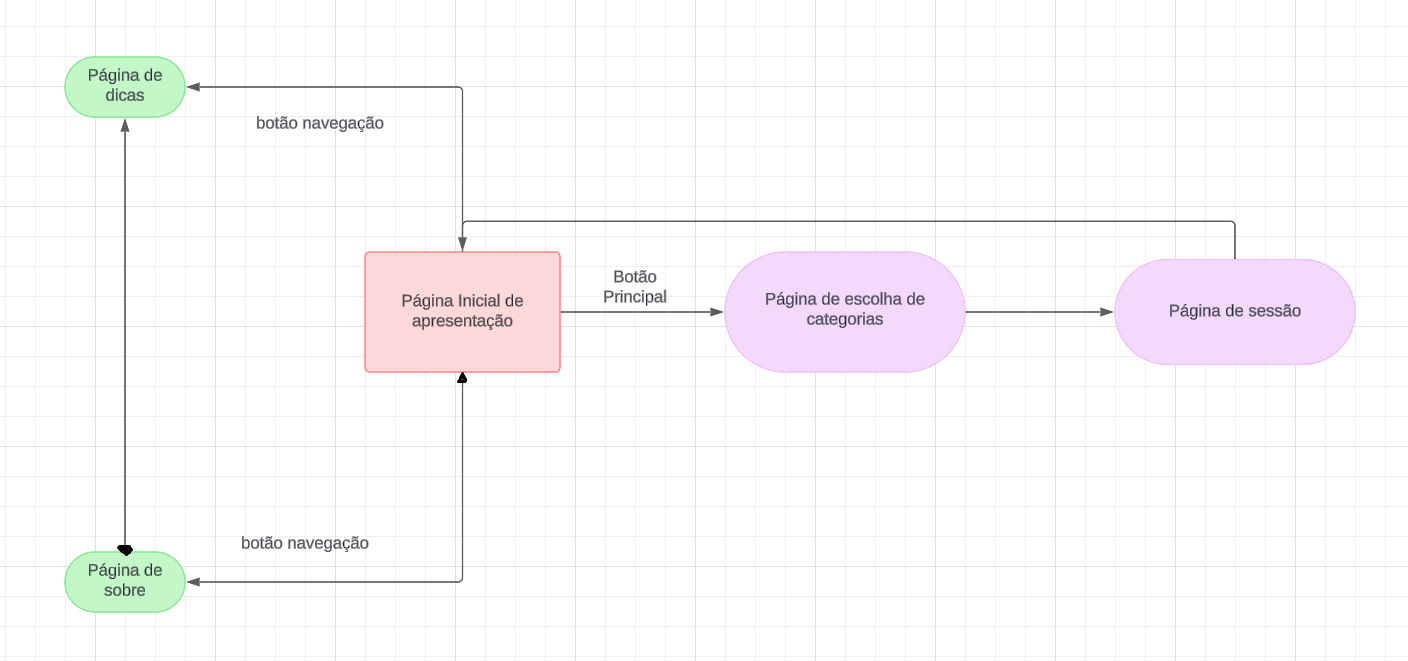 Página de
dicas
botão navegação
Página Inicial de
apresentação
Botão
Principal
Página de escolha de
categorias
Página de sessão
botão navegação
Página de
sobre